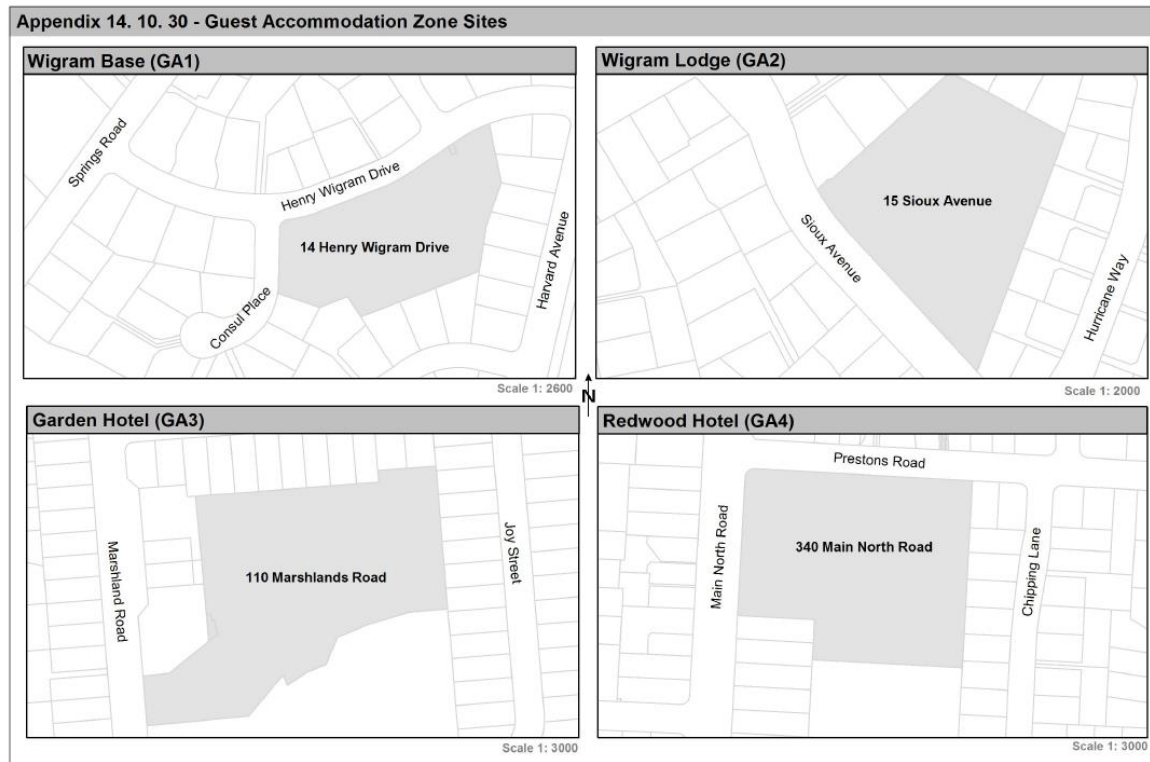 Appendix 14. 10. 30 - Guest Accommodation Zone Sites
Wigram Base (GA1)
Springs Road
Henry Wigram Drive
14 Henry Wigram Drive
Consul Place
Harvard Avenue
Scale 1: 2600
Wigram Lodge (GA2)
15 Sioux Avenue
Sioux Avenue
Hurricane Way
Scale 1: 2000
N
Garden Hotel (GA3)
Marshland Road
110 Marshlands Road
Joy Street
Scale 1: 3000
Redwood Hotel (GA4)
Prestons Road
Main North Road
340 Main North Road
Chipping Lane
Scale 1: 3000